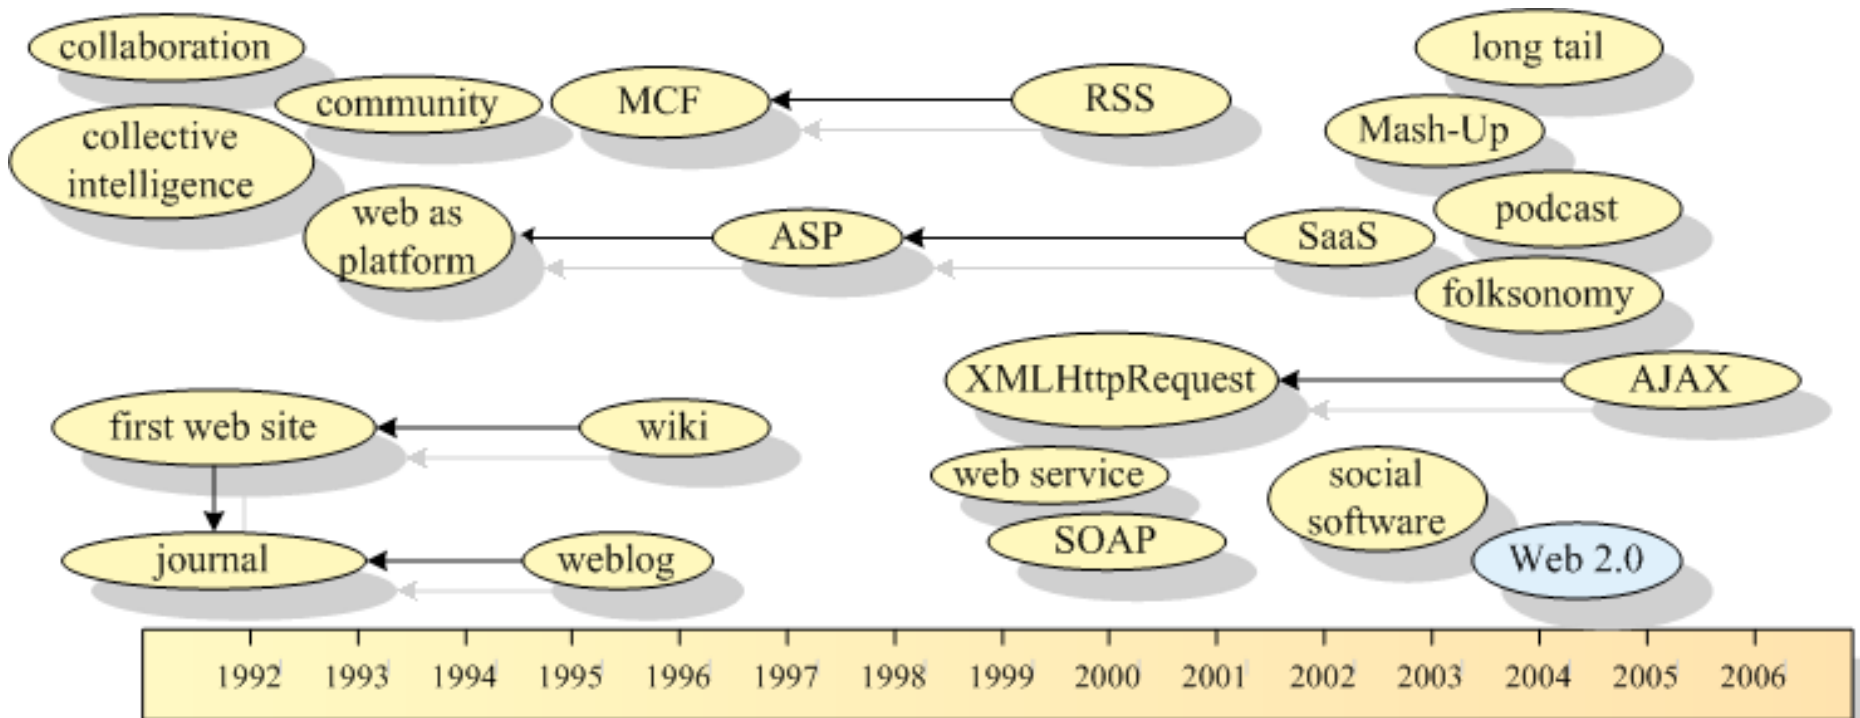 collaboration
long tail
community
MCF
RSS
Mash-Up
collective
intelligence
web as
platform
ASP
SaaS
podcast
folksonomy
XMLHttpRequest
AJAX
first web site
wiki
web service
social
software
SOAP
journal
weblog
Web 2.0
1992 1993 1994 1995 1996 1997 1998 1999 2000 2001 2002 2003 2004 2005 2006